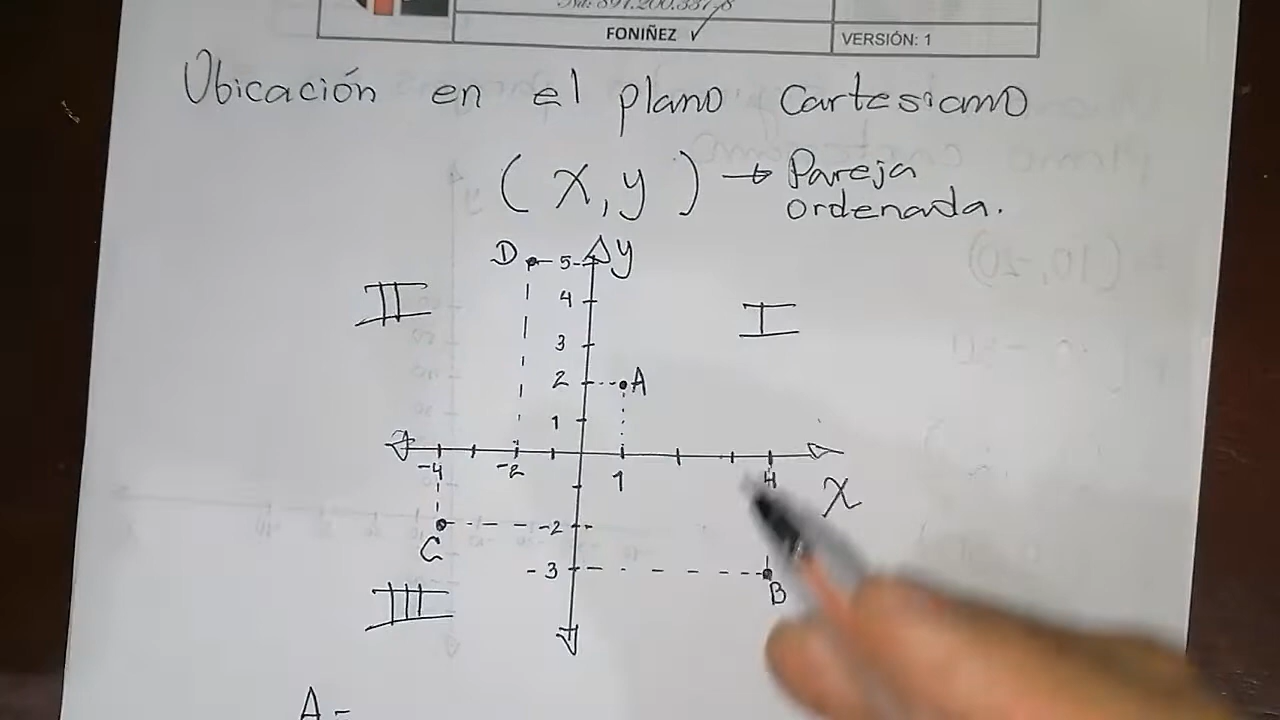 FONIÑEZ ✓
VERSIÓN: 1
Ubicación en el plano Cartesiano
(x, y) → Pareja
ordenada.
D 5 y
II
4
I
3
2 A
1
-4 -2 1 4
x
-2
C
-3
B
III
A-